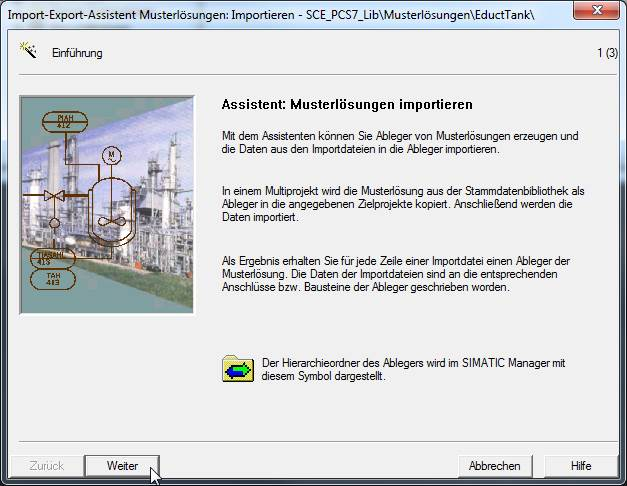 Import-Export-Assistent Musterlösungen: Importieren - SCE_PCS7_Lib\Musterlösungen\EductTank\
Einführung
1 (3)
Assistent: Musterlösungen importieren
Mit dem Assistenten können Sie Ableger von Musterlösungen erzeugen und
die Daten aus den Importdateien in die Ableger importieren.
In einem Multiprojekt wird die Musterlösung aus der Stammdatenbibliothek als
Ableger in die angegebenen Zielprojekte kopiert. Anschließend werden die
Daten importiert.
Als Ergebnis erhalten Sie für jede Zeile einer Importdatei einen Ableger der
Musterlösung. Die Daten der Importdateien sind an die entsprechenden
Anschlüsse bzw. Bausteine der Ableger geschrieben worden.
Der Hierarchieordner des Ablegers wird im SIMATIC Manager mit
diesem Symbol dargestellt.
PIAH
412
M
TAH
413
Zurück
Weiter
Abbrechen
Hilfe